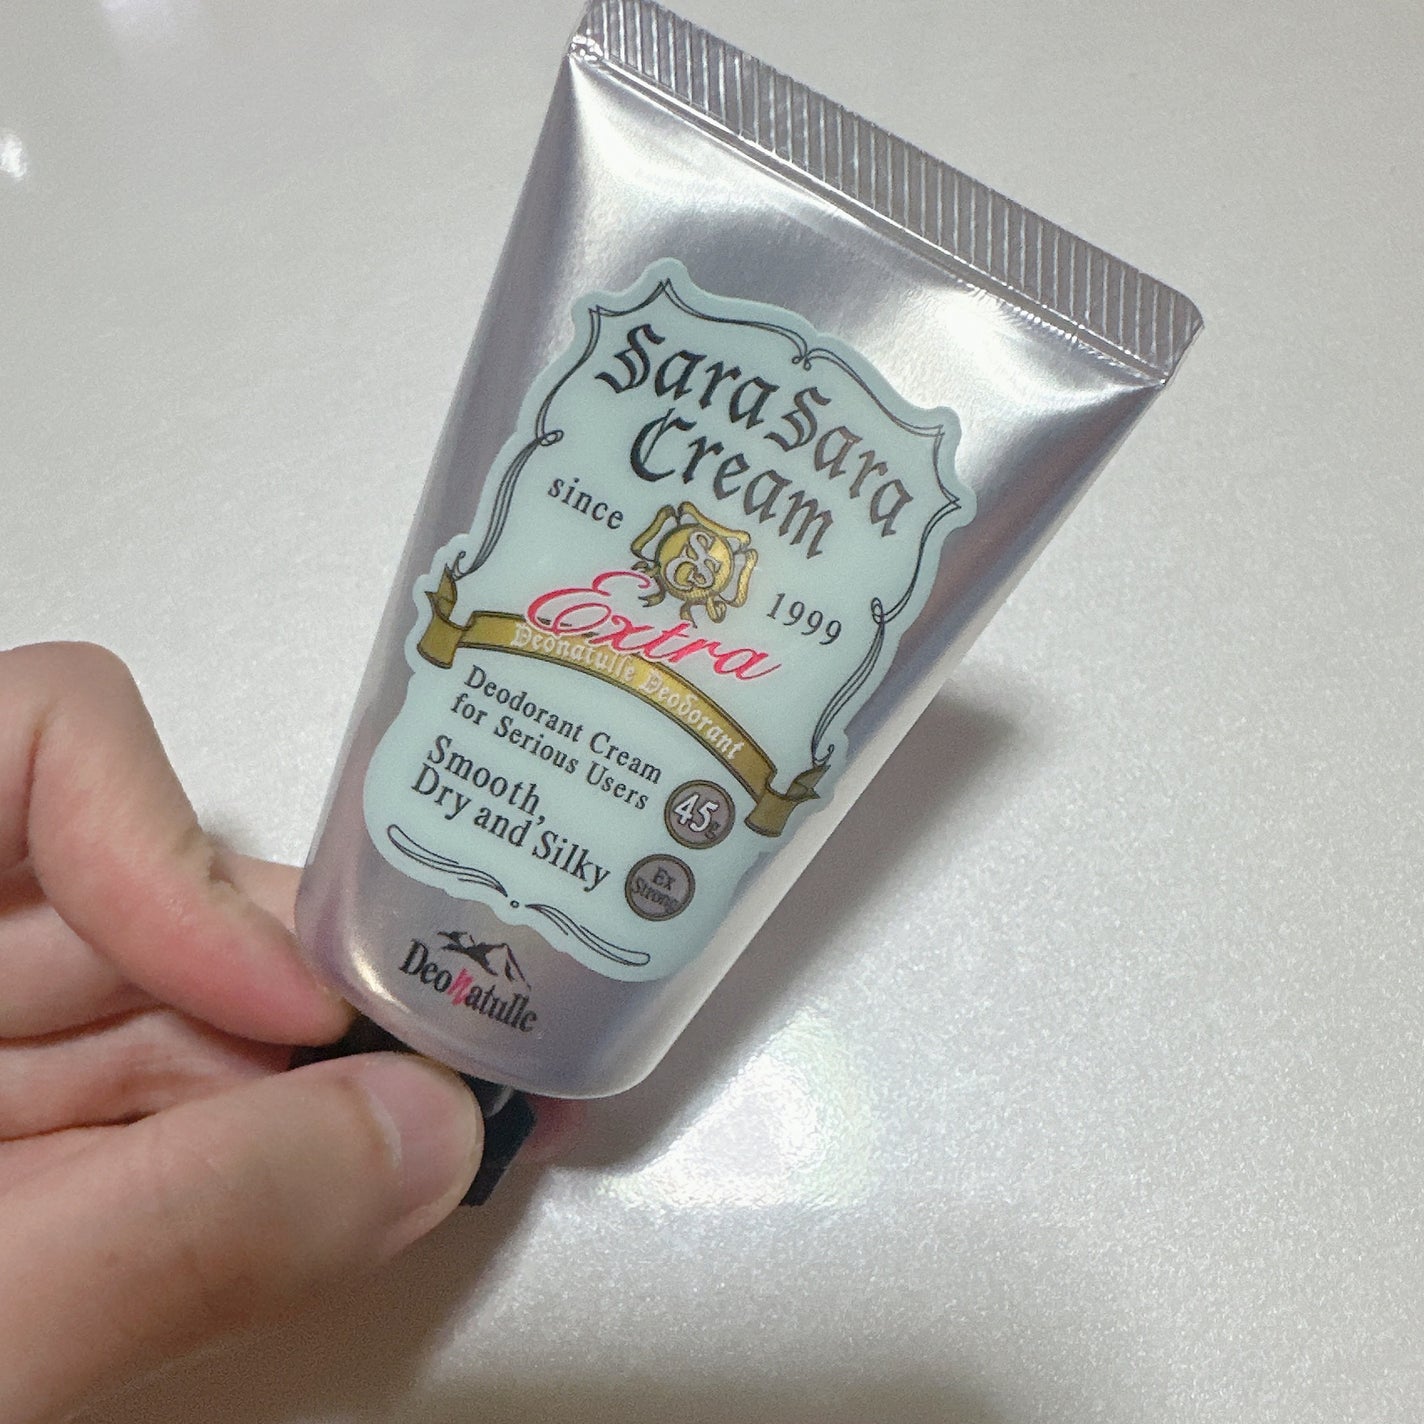 SaraSara
Cream
since
SCS
1999
Extra
Deonatulle Deodorant
Deodorant Cream
for Serious Users
45g
Smooth,
Dry and Silky
Ex
Strong
Deonatulle